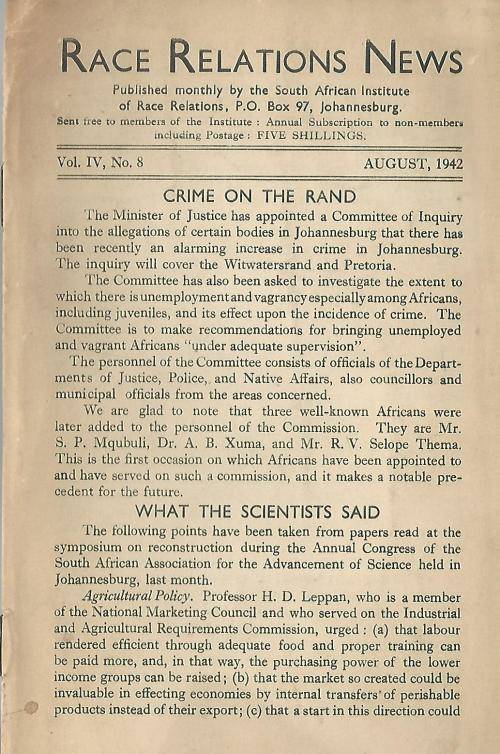 RACE RELATIONS NEWS
Published monthly by the South African Institute
of Race Relations, P.O. Box 97, Johannesburg.
Sent free to members of the Institute : Annual Subscription to non-members
including Postage : FIVE SHILLINGS.
Vol. IV, No. 8 AUGUST, 1942
CRIME ON THE RAND
The Minister of Justice has appointed a Committee of Inquiry
into the allegations of certain bodies in Johannesburg that there has
been recently an alarming increase in crime in Johannesburg.
The inquiry will cover the Witwatersrand and Pretoria.
The Committee has also been asked to investigate the extent to
which there is unemployment and vagrancy especially among Africans,
including juveniles, and its effect upon the incidence of crime. The
Committee is to make recommendations for bringing unemployed
and vagrant Africans "under adequate supervision".
The personnel of the Committee consists of officials of the Depart-
ments of Justice, Police, and Native Affairs, also councillors and
municipal officials from the areas concerned.
We are glad to note that three well-known Africans were
later added to the personnel of the Commission. They are Mr.
S. P. Mqubuli, Dr. A. B. Xuma, and Mr. R. V. Selope Thema.
This is the first occasion on which Africans have been appointed to
and have served on such a commission, and it makes a notable pre-
cedent for the future.
WHAT THE SCIENTISTS SAID
The following points have been taken from papers read at the
symposium on reconstruction during the Annual Congress of the
South African Association for the Advancement of Science held in
Johannesburg, last month.
Agricultural Policy. Professor H. D. Leppan, who is a member
of the National Marketing Council and who served on the Industrial
and Agricultural Requirements Commission, urged : (a) that labour
rendered efficient through adequate food and proper training can
be paid more, and, in that way, the purchasing power of the lower
income groups can be raised; (b) that the market so created could be
invaluable in effecting economies by internal transfers of perishable
products instead of their export; (c) that a start in this direction could